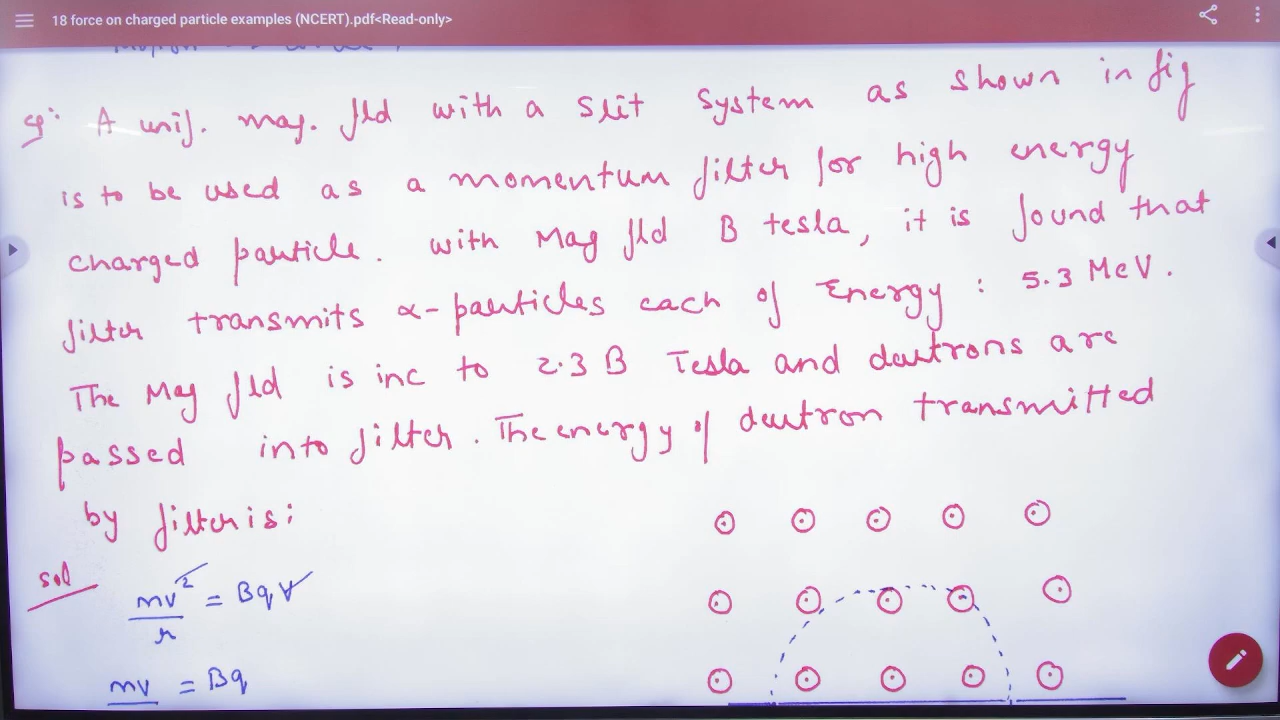 18 force on charged particle examples (NCERT).pdf<Read-only>
Q: A unif. mag. fld with a slit system as shown in fig
is to be used as a momentum filter for high energy
charged particle. with Mag fld B tesla, it is found that
filter transmits α-particles each of Energy : 5.3 MeV.
The Mag fld is inc to 2.3 B Tesla and deutrons are
passed into filter. The energy of deutron transmitted
by filter is:
sol
mv²/r = Bqv
mv = Bq